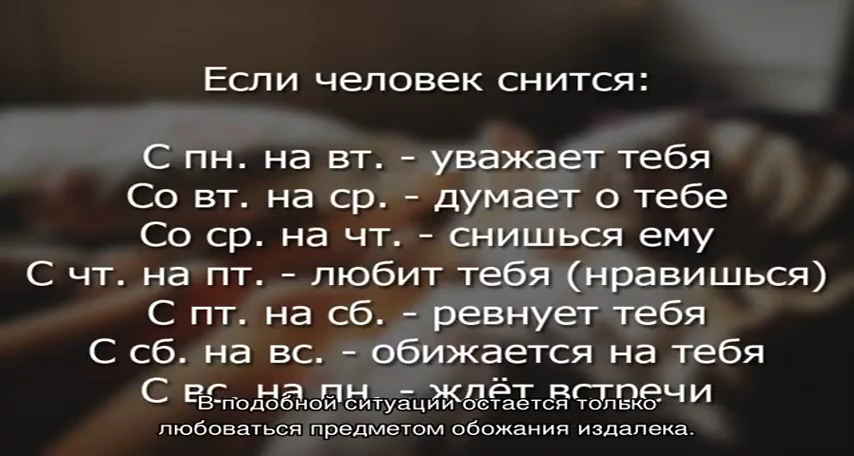 Если человек снится:
С пн. на вт. - уважает тебя
Со вт. на ср. - думает о тебе
Со ср. на чт. - снишься ему
С чт. на пт. - любит тебя (нравишься)
С пт. на сб. - ревнует тебя
С сб. на вс. - обижается на тебя
С вс. на пн. - ждёт встречи
В подобной ситуации остается только
любоваться предметом обожания издалека.